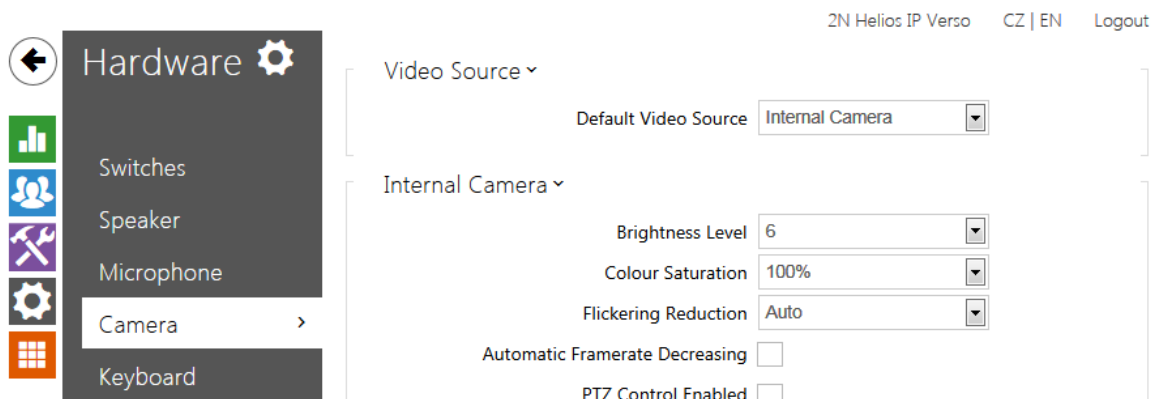 2N Helios IP Verso CZ | EN Logout
Hardware
Switches
Speaker
Microphone
Camera
Keyboard
Video Source
Default Video Source Internal Camera
Internal Camera
Brightness Level 6
Colour Saturation 100%
Flickering Reduction Auto
Automatic Framerate Decreasing
PTZ Control Enabled